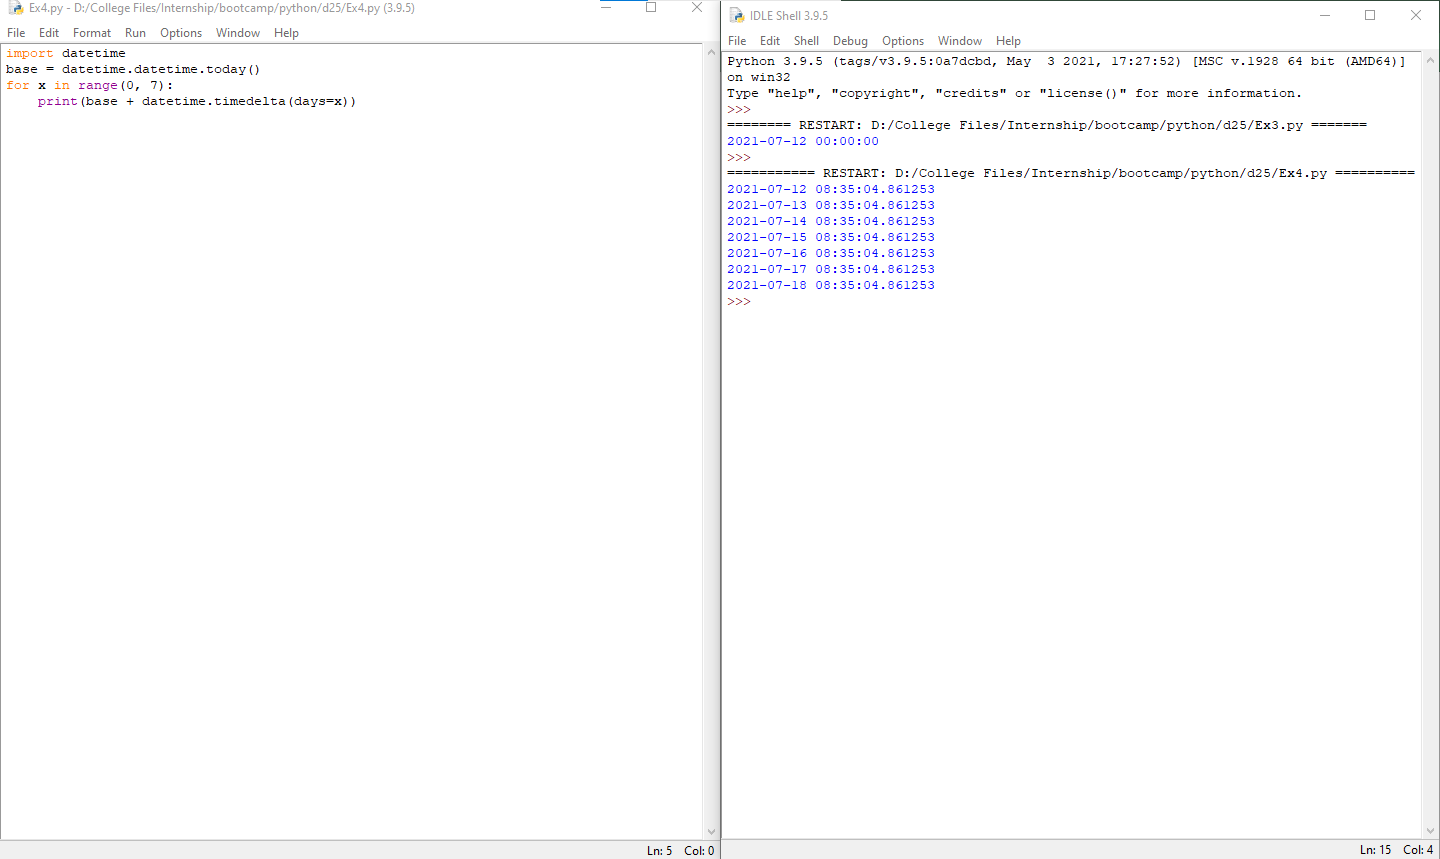 Ex4.py - D:/College Files/Internship/bootcamp/python/d25/Ex4.py (3.9.5)
File Edit Format Run Options Window Help
import datetime
base = datetime.datetime.today()
for x in range(0, 7):
    print(base + datetime.timedelta(days=x))
Ln: 5 Col: 0
IDLE Shell 3.9.5
File Edit Shell Debug Options Window Help
Python 3.9.5 (tags/v3.9.5:0a7dcbd, May  3 2021, 17:27:52) [MSC v.1928 64 bit (AMD64)]
on win32
Type "help", "copyright", "credits" or "license()" for more information.
>>>
======== RESTART: D:/College Files/Internship/bootcamp/python/d25/Ex3.py =======
2021-07-12 00:00:00
>>>
=========== RESTART: D:/College Files/Internship/bootcamp/python/d25/Ex4.py ==========
2021-07-12 08:35:04.861253
2021-07-13 08:35:04.861253
2021-07-14 08:35:04.861253
2021-07-15 08:35:04.861253
2021-07-16 08:35:04.861253
2021-07-17 08:35:04.861253
2021-07-18 08:35:04.861253
>>>
Ln: 15 Col: 4